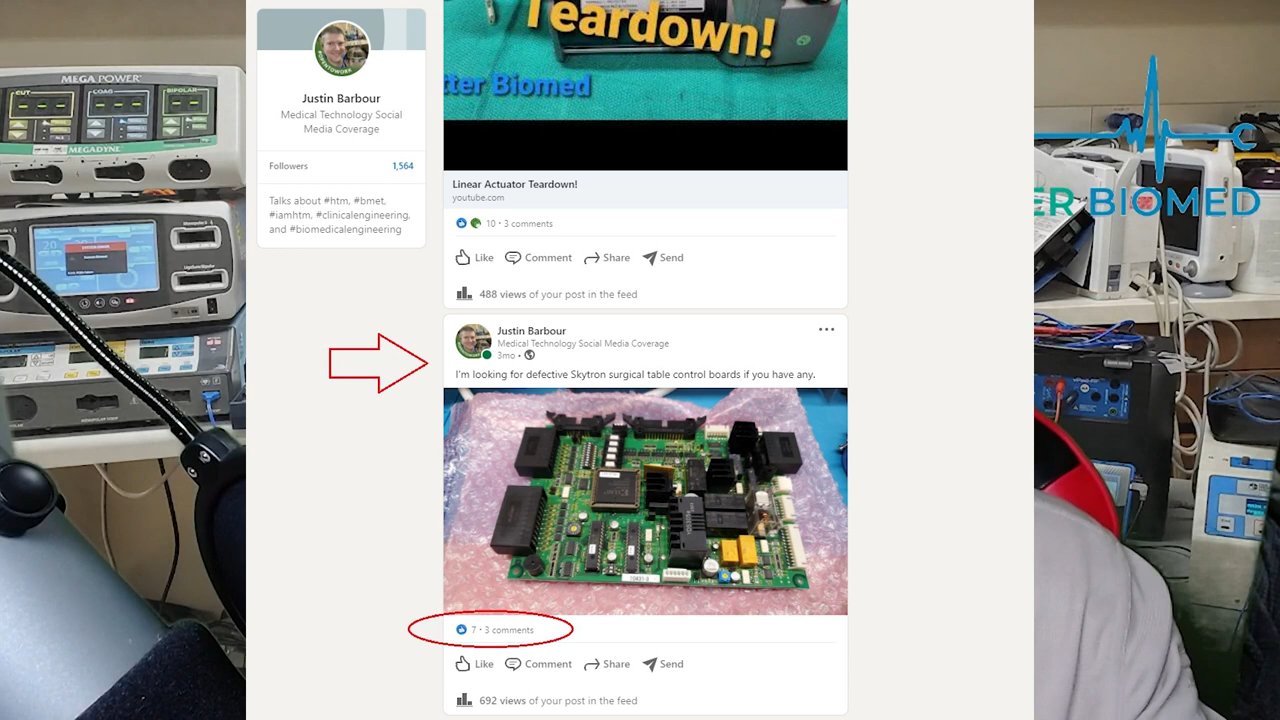 MEGA POWER®
CUT
COAG
BIPOLAR
MEGADYNE
Justin Barbour
Medical Technology Social
Media Coverage
Followers 1,564
Talks about #htm, #bmet,
#iamhtm, #clinicalengineering,
and #biomedicalengineering
Teardown!
tter Biomed
Linear Actuator Teardown!
youtube.com
10 · 3 comments
Like Comment Share Send
488 views of your post in the feed
Justin Barbour
Medical Technology Social Media Coverage
3mo •
I'm looking for defective Skytron surgical table control boards if you have any.
7 · 3 comments
Like Comment Share Send
692 views of your post in the feed
ER BIOMED